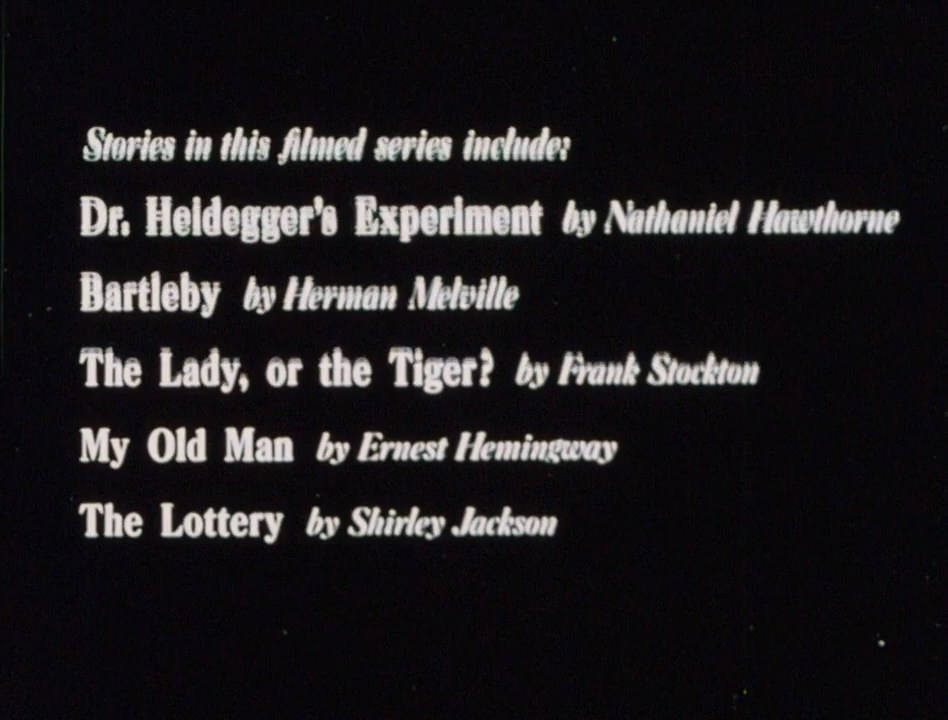 Stories in this filmed series include:
Dr. Heidegger's Experiment by Nathaniel Hawthorne
Bartleby by Herman Melville
The Lady, or the Tiger? by Frank Stockton
My Old Man by Ernest Hemingway
The Lottery by Shirley Jackson